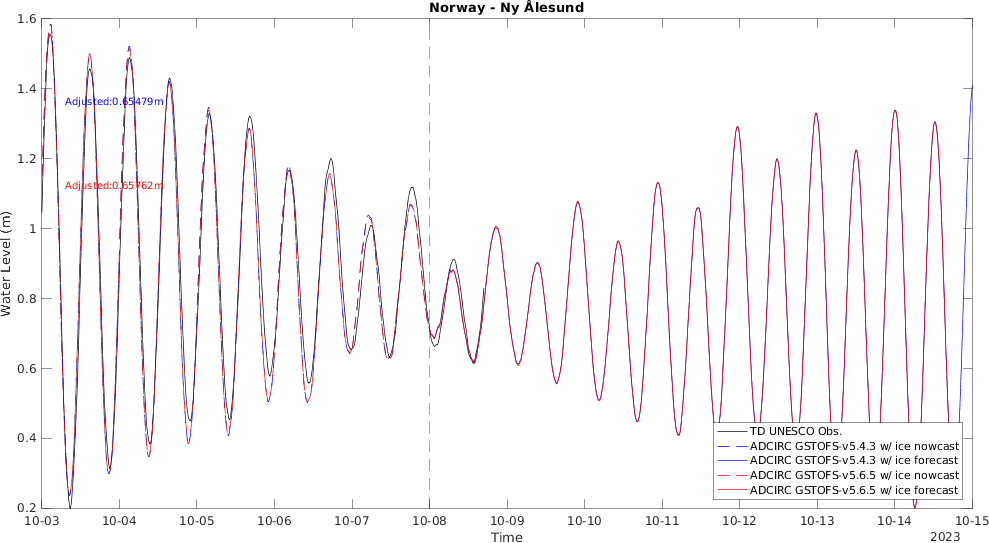 Norway - Ny Ålesund
1.6
1.4
1.2
1
0.8
0.6
0.4
0.2
Water Level (m)
Adjusted:0.65479m
Adjusted:0.65762m
TD UNESCO Obs.
ADCIRC GSTOFS-v5.4.3 w/ ice nowcast
ADCIRC GSTOFS-v5.4.3 w/ ice forecast
ADCIRC GSTOFS-v5.6.5 w/ ice nowcast
ADCIRC GSTOFS-v5.6.5 w/ ice forecast
10-03 10-04 10-05 10-06 10-07 10-08 10-09 10-10 10-11 10-12 10-13 10-14 10-15
Time
2023